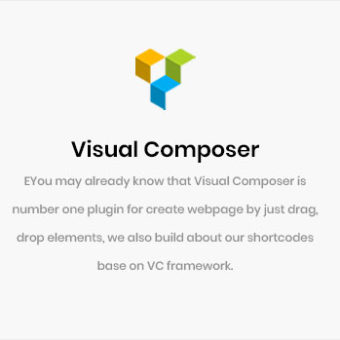 Visual Composer
EYou may already know that Visual Composer is
number one plugin for create webpage by just drag,
drop elements, we also build about our shortcodes
base on VC framework.